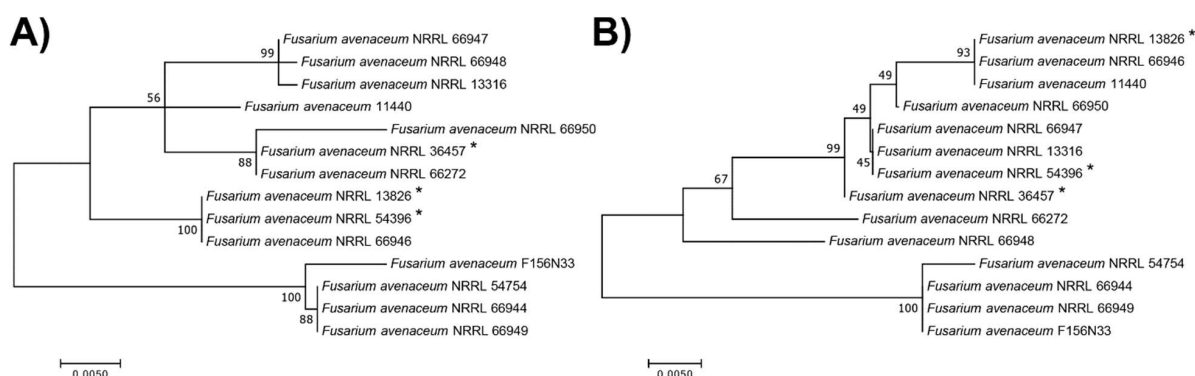 A)
99
Fusarium avenaceum NRRL 66947
Fusarium avenaceum NRRL 66948
Fusarium avenaceum NRRL 13316
56
Fusarium avenaceum 11440
Fusarium avenaceum NRRL 66950
Fusarium avenaceum NRRL 36457 *
88
Fusarium avenaceum NRRL 66272
Fusarium avenaceum NRRL 13826 *
Fusarium avenaceum NRRL 54396 *
100
Fusarium avenaceum NRRL 66946
Fusarium avenaceum F156N33
100
Fusarium avenaceum NRRL 54754
Fusarium avenaceum NRRL 66944
88
Fusarium avenaceum NRRL 66949
0.0050
B)
Fusarium avenaceum NRRL 13826 *
93
Fusarium avenaceum NRRL 66946
49
Fusarium avenaceum 11440
49
Fusarium avenaceum NRRL 66950
Fusarium avenaceum NRRL 66947
99
Fusarium avenaceum NRRL 13316
45
Fusarium avenaceum NRRL 54396 *
67
Fusarium avenaceum NRRL 36457 *
Fusarium avenaceum NRRL 66272
Fusarium avenaceum NRRL 66948
Fusarium avenaceum NRRL 54754
Fusarium avenaceum NRRL 66944
100
Fusarium avenaceum NRRL 66949
Fusarium avenaceum F156N33
0.0050